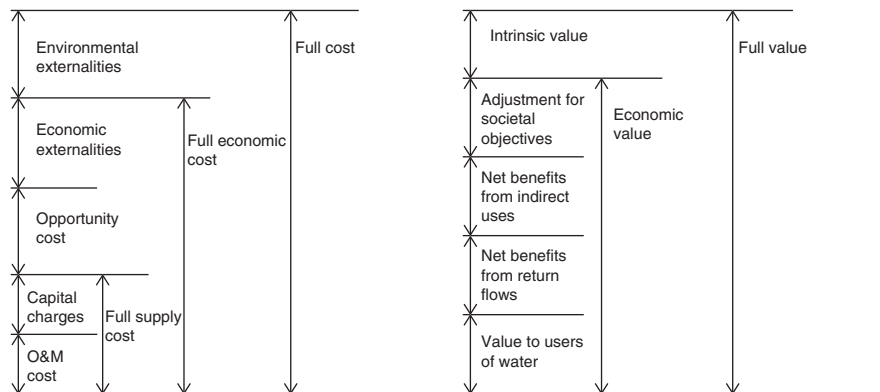 Environmental
externalities
Full cost
Economic
externalities
Full economic
cost
Opportunity
cost
Capital
charges
Full supply
cost
O&M
cost
Intrinsic value
Full value
Adjustment for
societal
objectives
Economic
value
Net benefits
from indirect
uses
Net benefits
from return
flows
Value to users
of water